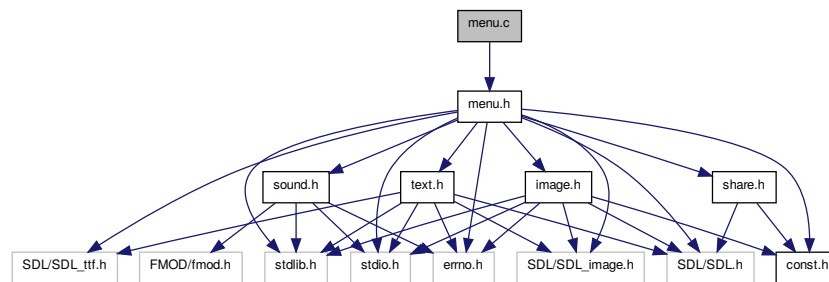 menu.c
menu.h
sound.h
text.h
image.h
share.h
SDL/SDL_ttf.h
FMOD/fmod.h
stdlib.h
stdio.h
errno.h
SDL/SDL_image.h
SDL/SDL.h
const.h